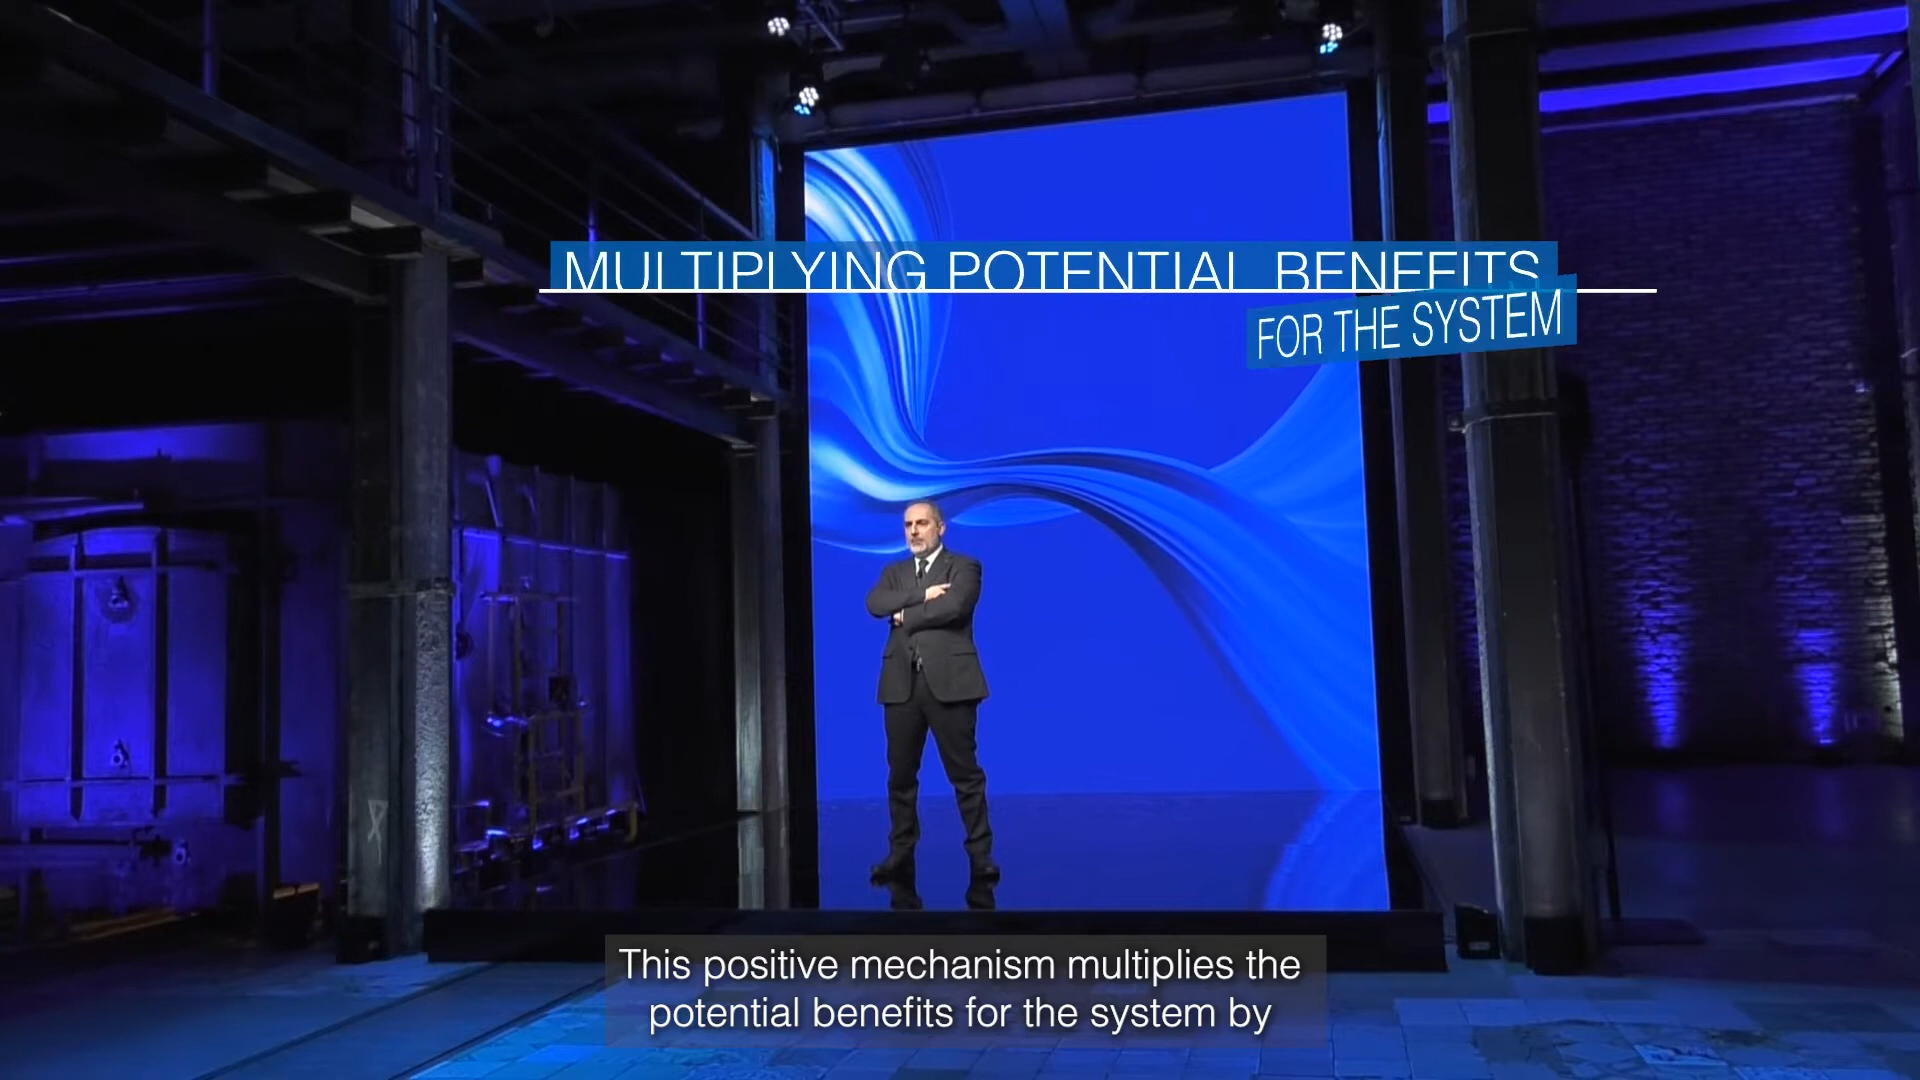 MULTIPLYING POTENTIAL BENEFITS
FOR THE SYSTEM
This positive mechanism multiplies the
potential benefits for the system by